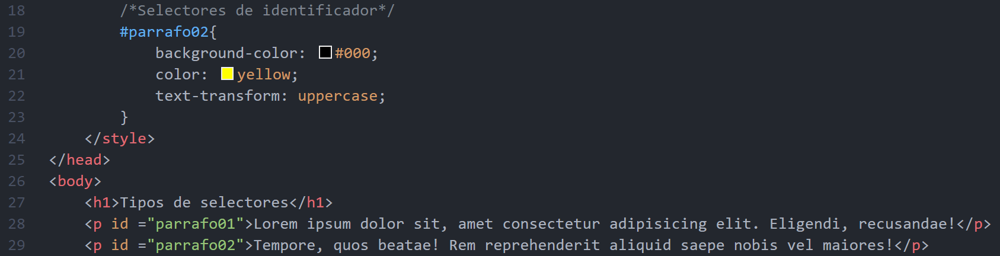 18 /*Selectores de identificador*/
19 #parrafo02{
20 background-color: #000;
21 color: yellow;
22 text-transform: uppercase;
23 }
24 </style>
25 </head>
26 <body>
27 <h1>Tipos de selectores</h1>
28 <p id ="parrafo01">Lorem ipsum dolor sit, amet consectetur adipisicing elit. Eligendi, recusandae!</p>
29 <p id ="parrafo02">Tempore, quos beatae! Rem reprehenderit aliquid saepe nobis vel maiores!</p>